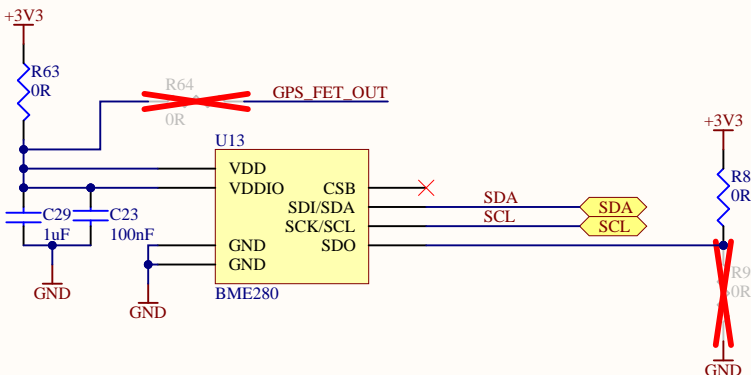 +3V3
R63
0R
R64
0R
GPS_FET_OUT
U13
VDD
VDDIO
CSB
SDI/SDA
SCK/SCL
SDO
GND
GND
BME280
SDA
SCL
SDA
SCL
C29
1uF
C23
100nF
GND
GND
+3V3
R8
0R
R9
0R
GND